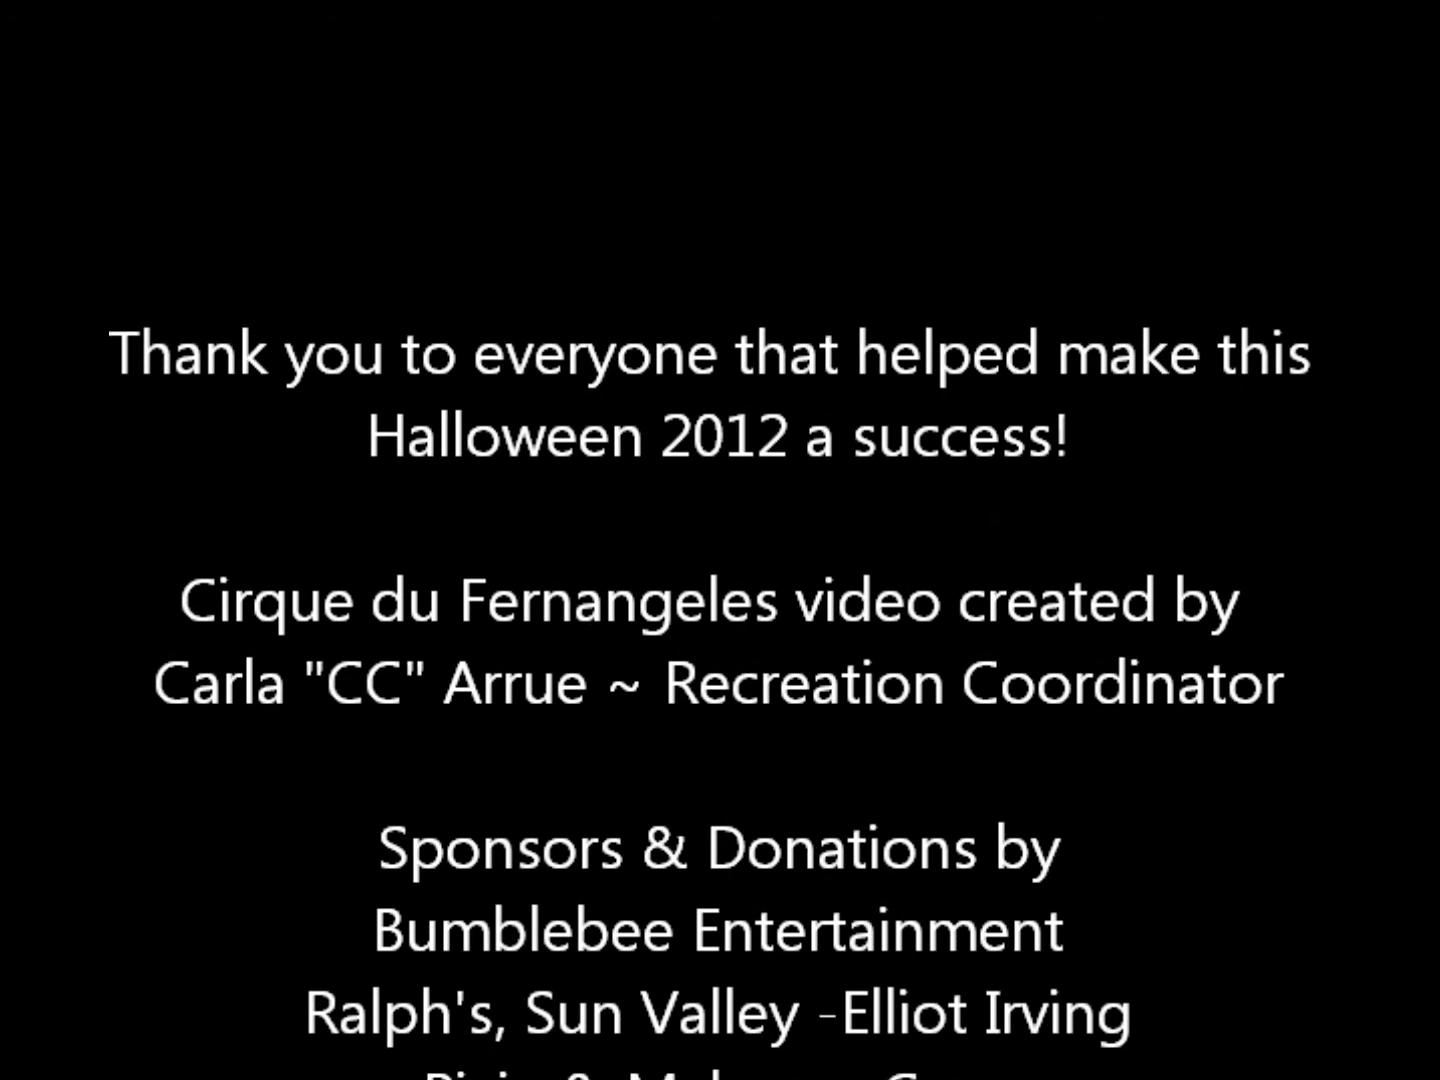 Thank you to everyone that helped make this
Halloween 2012 a success!
Cirque du Fernangeles video created by
Carla "CC" Arrue ~ Recreation Coordinator
Sponsors & Donations by
Bumblebee Entertainment
Ralph's, Sun Valley -Elliot Irving